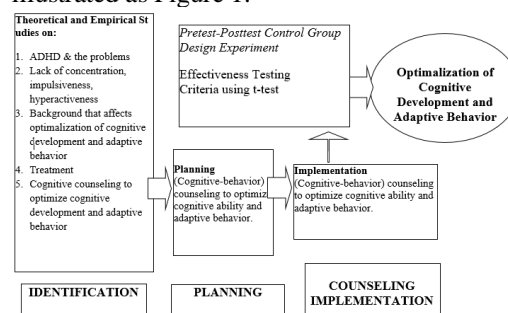 illustrated as Figure 1.
Theoretical and Empirical St
udies on:
1. ADHD & the problems
2. Lack of concentration,
impulsiveness,
hyperactiveness
3. Background that affects
optimalization of cognitive
development and adaptive
behavior
4. Treatment
5. Cognitive counseling to
optimize cognitive
development and adaptive
behavior
Pretest-Posttest Control Group
Design Experiment
Effectiveness Testing
Criteria using t-test
Optimalization of
Cognitive
Development and
Adaptive Behavior
Planning
(Cognitive-behavior)
counseling to optimize
cognitive ability and
adaptive behavior.
Implementation
(Cognitive-behavior) counseling
to optimize cognitive ability and
adaptive behavior.
IDENTIFICATION
PLANNING
COUNSELING
IMPLEMENTATION